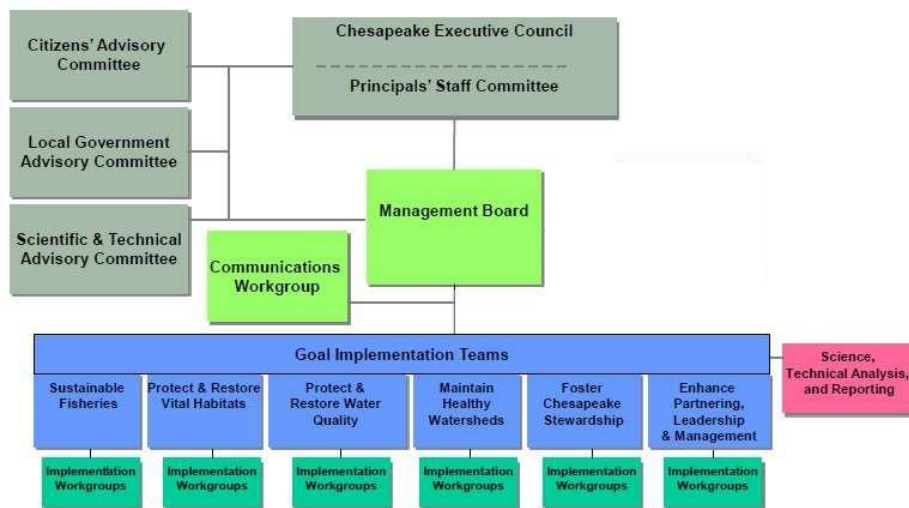 Chesapeake Executive Council
Principals' Staff Committee
Citizens' Advisory
Committee
Local Government
Advisory Committee
Scientific & Technical
Advisory Committee
Management Board
Communications
Workgroup
Goal Implementation Teams
Science,
Technical Analysis,
and Reporting
Sustainable
Fisheries
Protect & Restore
Vital Habitats
Protect &
Restore Water
Quality
Maintain
Healthy
Watersheds
Foster
Chesapeake
Stewardship
Enhance
Partnering,
Leadership
& Management
Implementation
Workgroups
Implementation
Workgroups
Implementation
Workgroups
Implementation
Workgroups
Implementation
Workgroups
Implementation
Workgroups